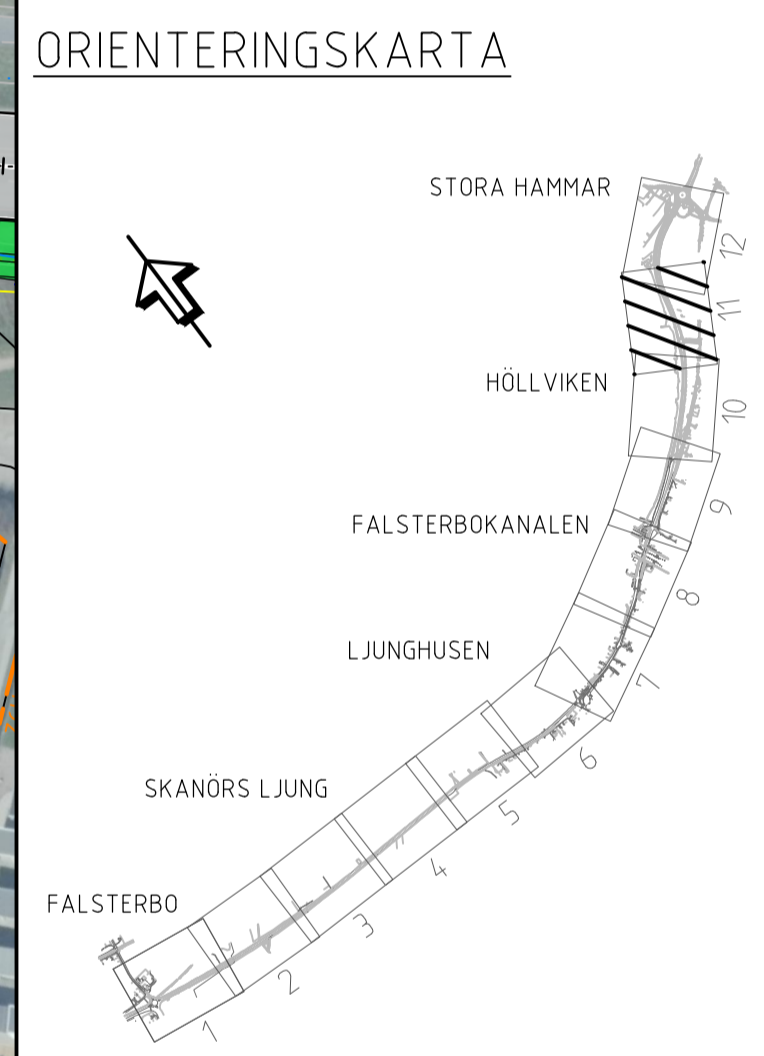 ORIENTERINGSKARTA
STORA HAMMAR
12
11
HÖLLVIKEN
10
9
FALSTERBOKANALEN
8
LJUNGHUSEN
7
6
SKANÖRS LJUNG
5
4
FALSTERBO
3
2
1